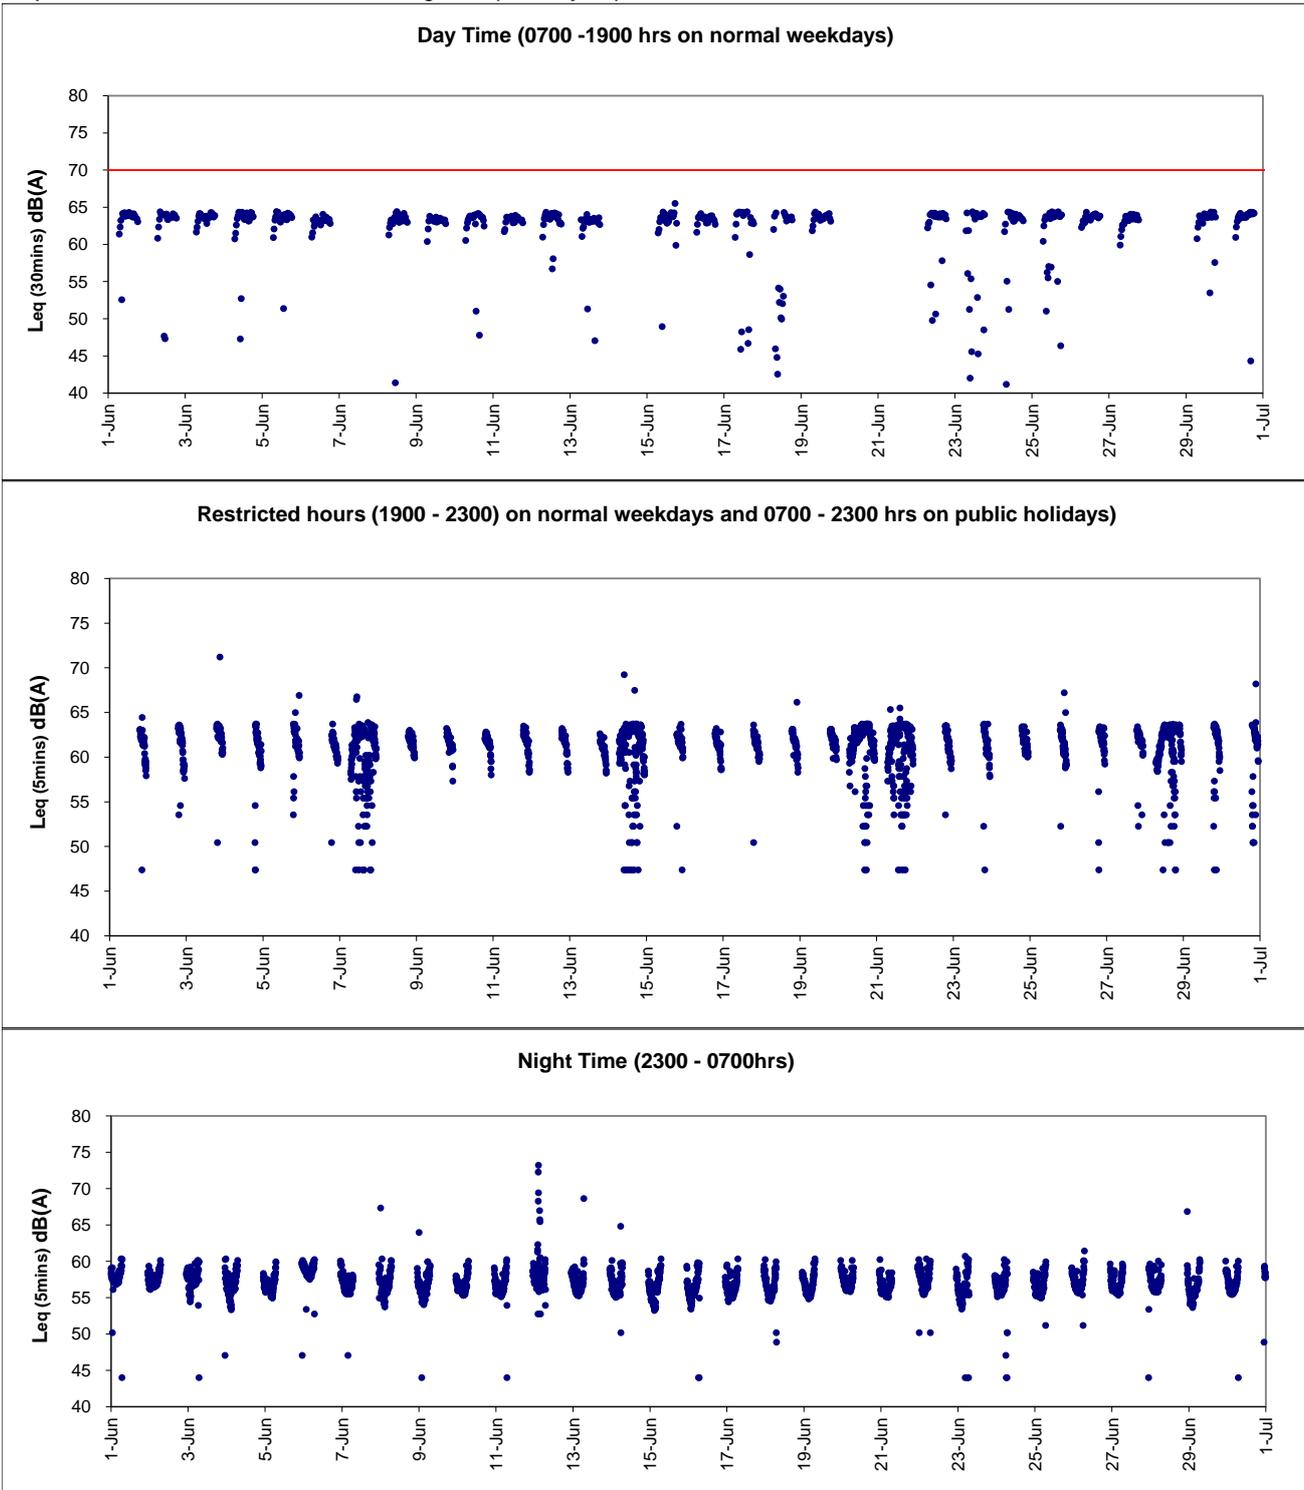 Day Time (0700 -1900 hrs on normal weekdays)
80
75
70
65
60
55
50
45
40
Leq (30mins) dB(A)
1-Jun
3-Jun
5-Jun
7-Jun
9-Jun
11-Jun
13-Jun
15-Jun
17-Jun
19-Jun
21-Jun
23-Jun
25-Jun
27-Jun
29-Jun
1-Jul
Restricted hours (1900 - 2300) on normal weekdays and 0700 - 2300 hrs on public holidays)
80
75
70
65
60
55
50
45
40
Leq (5mins) dB(A)
1-Jun
3-Jun
5-Jun
7-Jun
9-Jun
11-Jun
13-Jun
15-Jun
17-Jun
19-Jun
21-Jun
23-Jun
25-Jun
27-Jun
29-Jun
1-Jul
Night Time (2300 - 0700hrs)
80
75
70
65
60
55
50
45
40
Leq (5mins) dB(A)
1-Jun
3-Jun
5-Jun
7-Jun
9-Jun
11-Jun
13-Jun
15-Jun
17-Jun
19-Jun
21-Jun
23-Jun
25-Jun
27-Jun
29-Jun
1-Jul